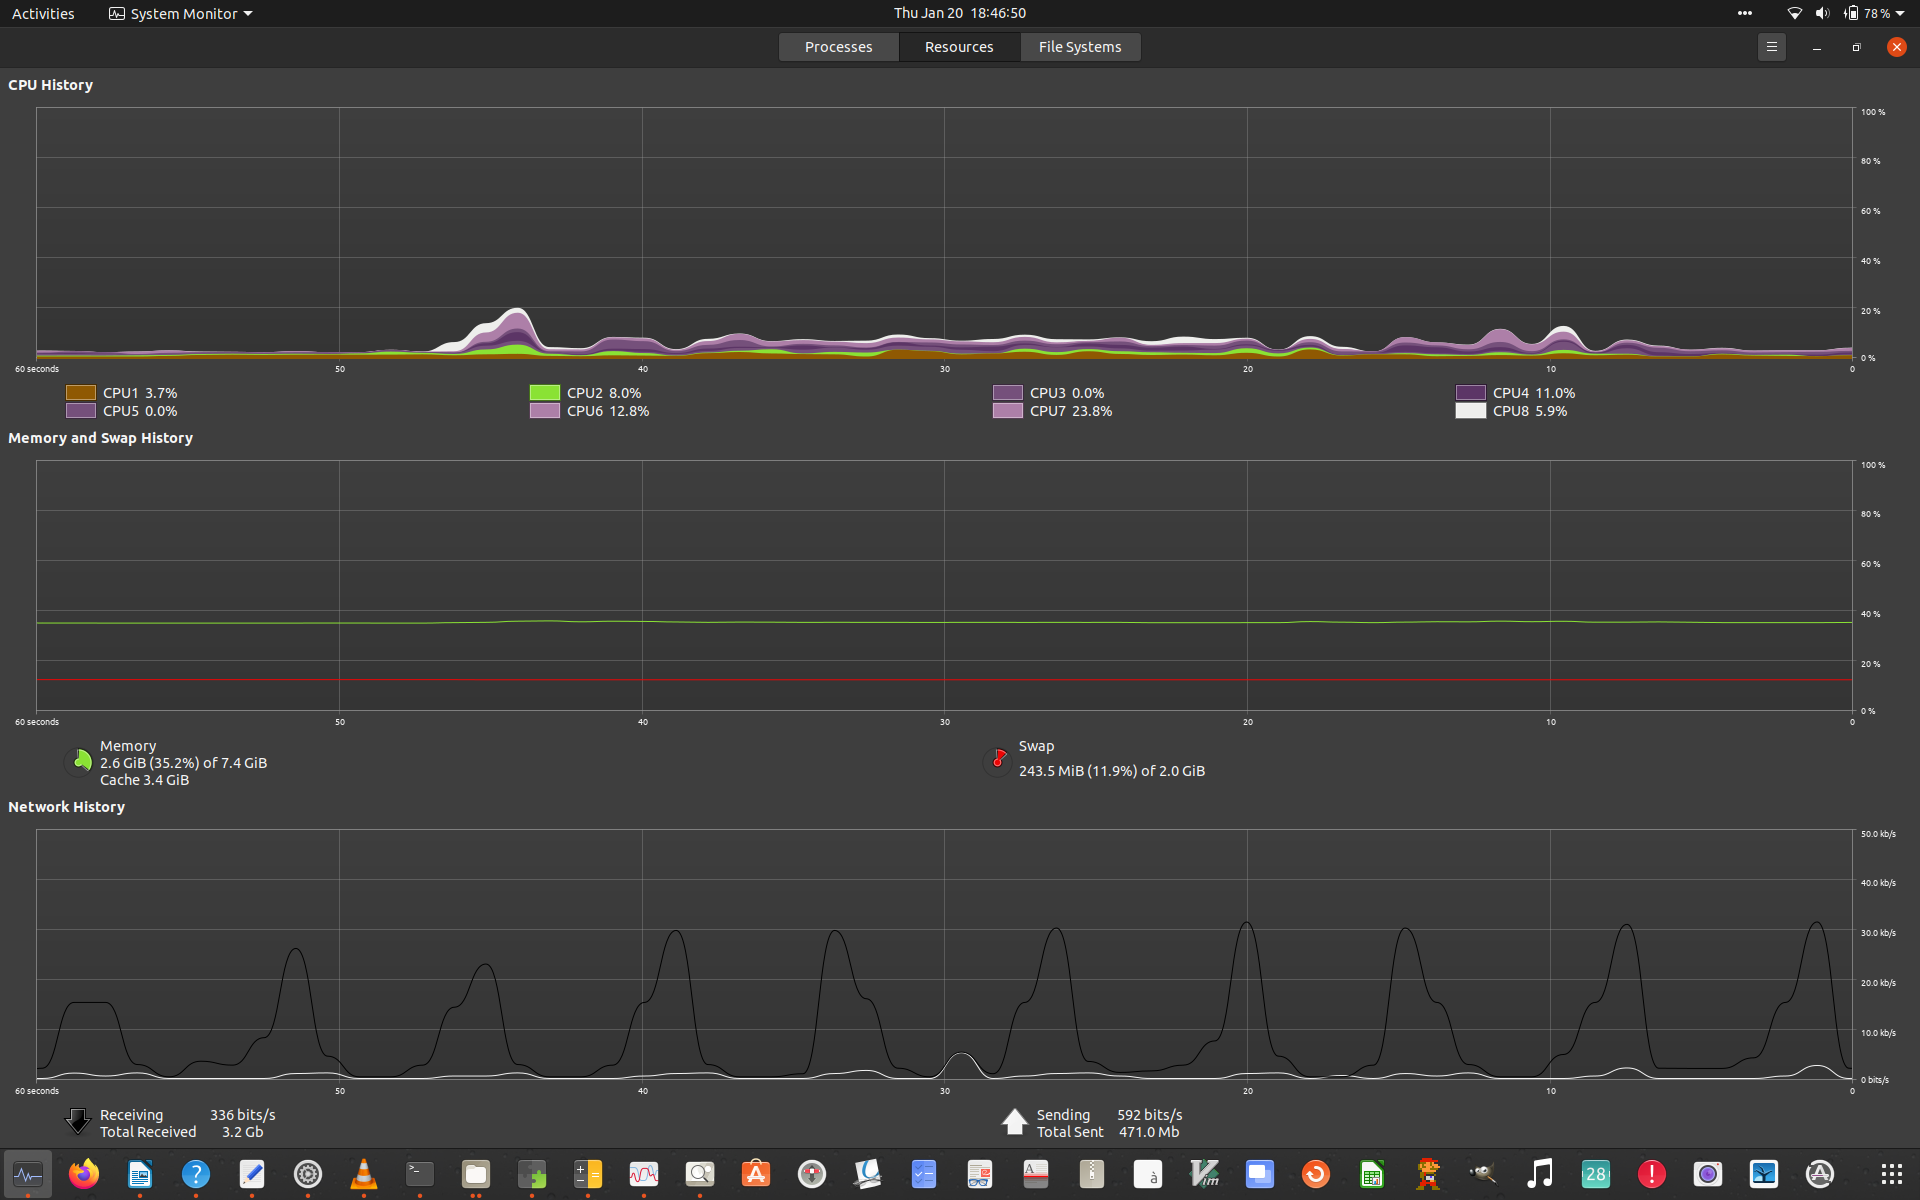 Activities System Monitor Thu Jan 20 18:46:50 78 %
Processes Resources File Systems
CPU History
100 %
80 %
60 %
40 %
20 %
0 %
60 seconds 50 40 30 20 10 0
CPU1 3.7% CPU2 8.0% CPU3 0.0% CPU4 11.0%
CPU5 0.0% CPU6 12.8% CPU7 23.8% CPU8 5.9%
Memory and Swap History
100 %
80 %
60 %
40 %
20 %
0 %
60 seconds 50 40 30 20 10 0
Memory
2.6 GiB (35.2%) of 7.4 GiB
Cache 3.4 GiB
Swap
243.5 MiB (11.9%) of 2.0 GiB
Network History
50.0 kb/s
40.0 kb/s
30.0 kb/s
20.0 kb/s
10.0 kb/s
0 bits/s
60 seconds 50 40 30 20 10 0
Receiving 336 bits/s
Total Received 3.2 Gb
Sending 592 bits/s
Total Sent 471.0 Mb
? >_ A A à Vim 28 !